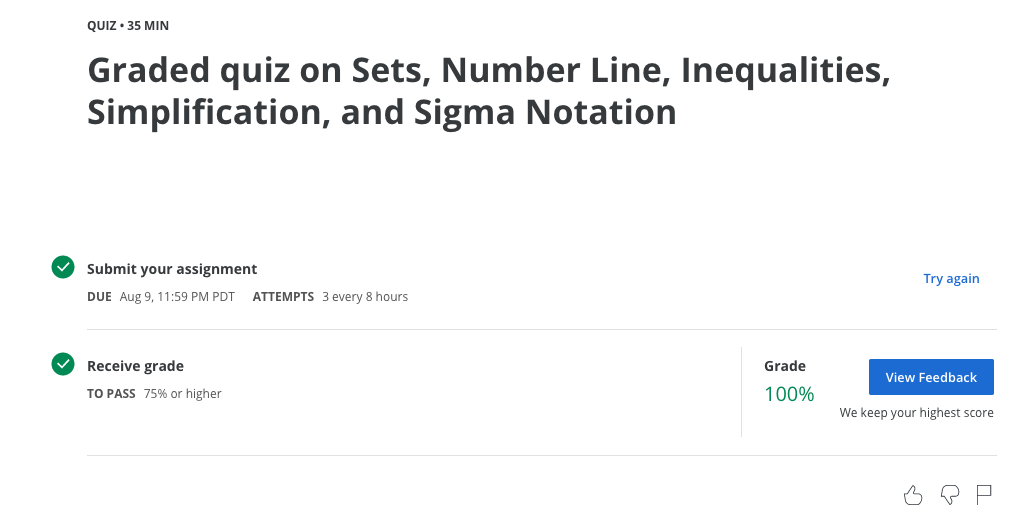 QUIZ • 35 MIN
Graded quiz on Sets, Number Line, Inequalities,
Simplification, and Sigma Notation
Submit your assignment
DUE Aug 9, 11:59 PM PDT ATTEMPTS 3 every 8 hours
Try again
Receive grade
TO PASS 75% or higher
Grade
100%
View Feedback
We keep your highest score